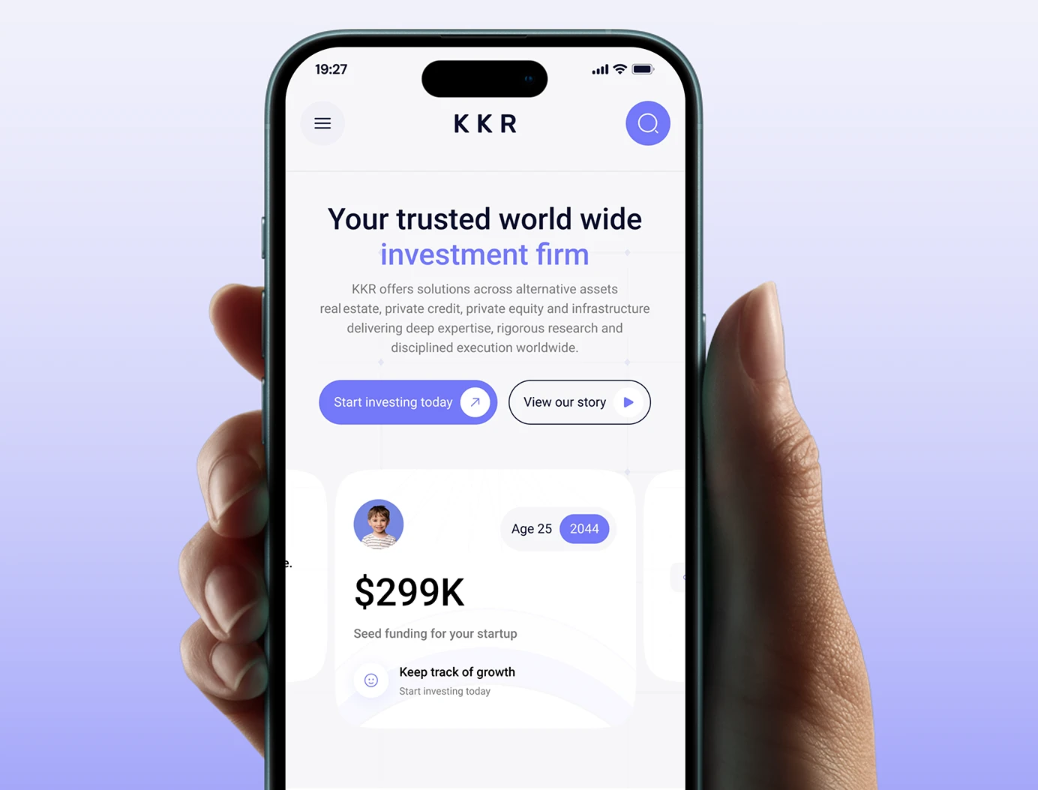 19:27
KKR
Your trusted world wide
investment firm
KKR offers solutions across alternative assets
real estate, private credit, private equity and infrastructure
delivering deep expertise, rigorous research and
disciplined execution worldwide.
Start investing today
View our story
Age 25 2044
e.
$299K
Seed funding for your startup
Keep track of growth
Start investing today